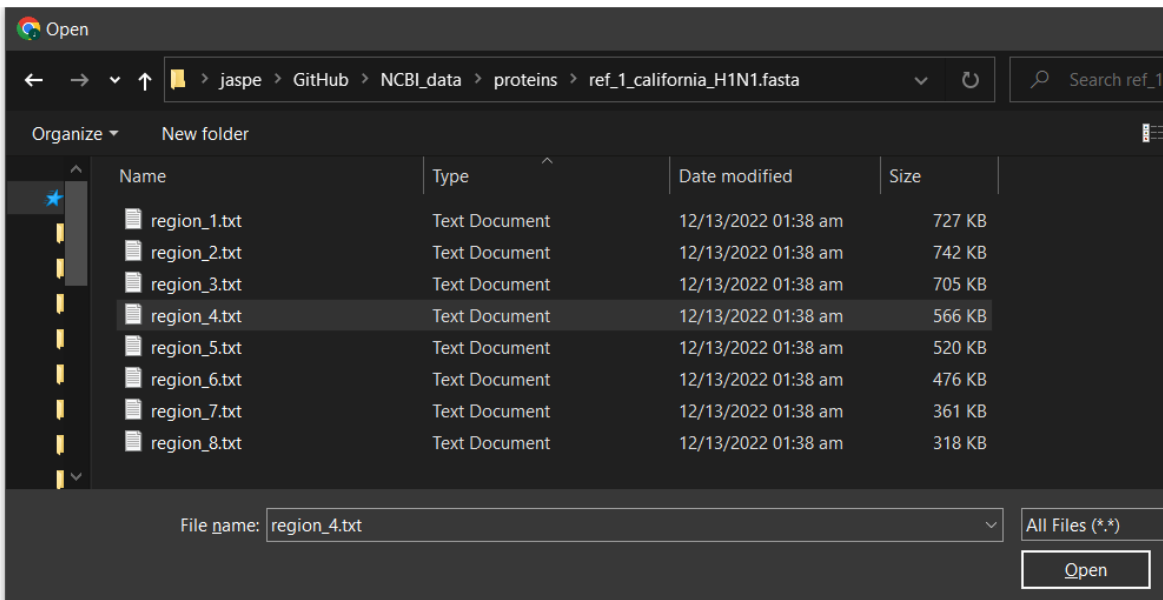 Open
jaspe > GitHub > NCBI_data > proteins > ref_1_california_H1N1.fasta
Search ref_1
Organize
New folder
Name Type Date modified Size
region_1.txt Text Document 12/13/2022 01:38 am 727 KB
region_2.txt Text Document 12/13/2022 01:38 am 742 KB
region_3.txt Text Document 12/13/2022 01:38 am 705 KB
region_4.txt Text Document 12/13/2022 01:38 am 566 KB
region_5.txt Text Document 12/13/2022 01:38 am 520 KB
region_6.txt Text Document 12/13/2022 01:38 am 476 KB
region_7.txt Text Document 12/13/2022 01:38 am 361 KB
region_8.txt Text Document 12/13/2022 01:38 am 318 KB
File name: region_4.txt
All Files (*.*)
Open